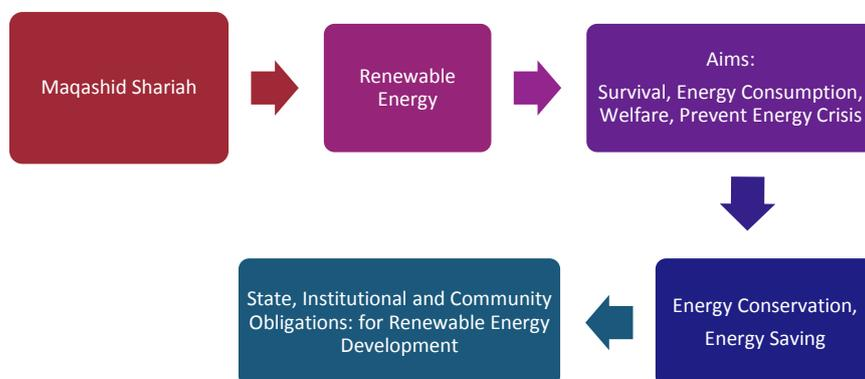 Maqashid Shariah
Renewable
Energy
Aims:
Survival, Energy Consumption,
Welfare, Prevent Energy Crisis
Energy Conservation,
Energy Saving
State, Institutional and Community
Obligations: for Renewable Energy
Development